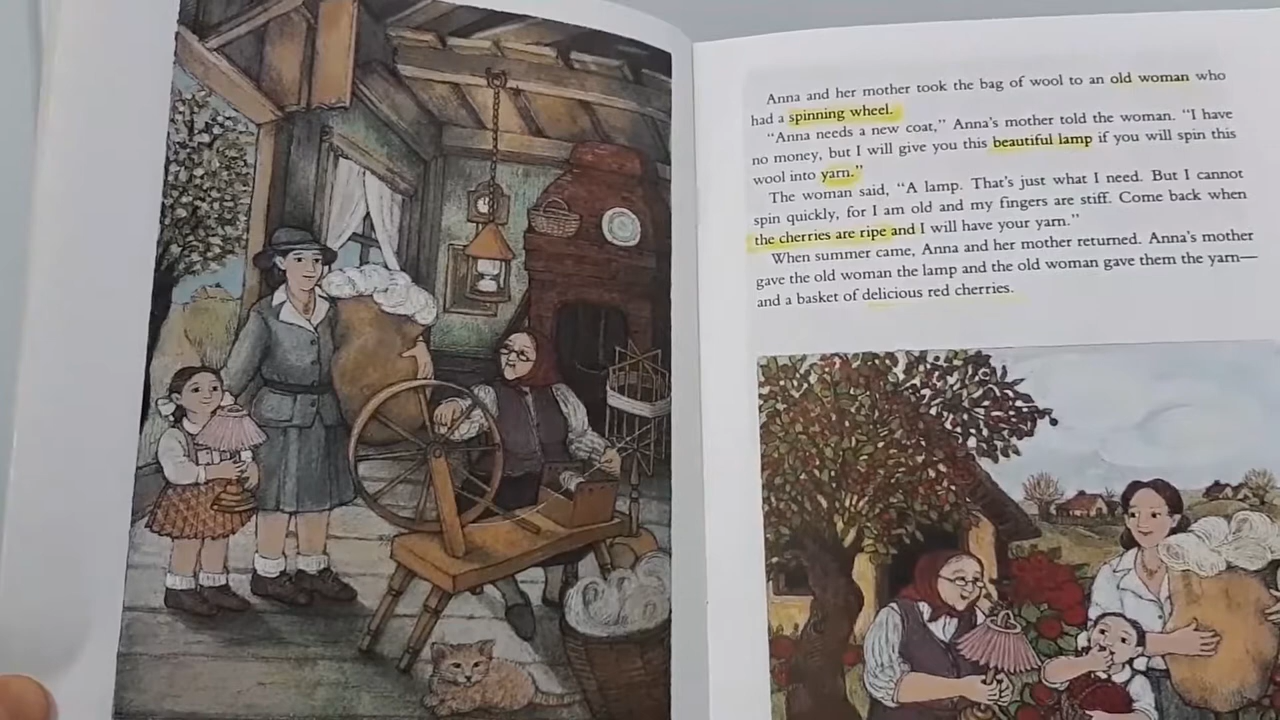 Anna and her mother took the bag of wool to an old woman who
had a spinning wheel.
“Anna needs a new coat,” Anna’s mother told the woman. “I have
no money, but I will give you this beautiful lamp if you will spin this
wool into yarn.”
The woman said, “A lamp. That’s just what I need. But I cannot
spin quickly, for I am old and my fingers are stiff. Come back when
the cherries are ripe and I will have your yarn.”
When summer came, Anna and her mother returned. Anna’s mother
gave the old woman the lamp and the old woman gave them the yarn—
and a basket of delicious red cherries.